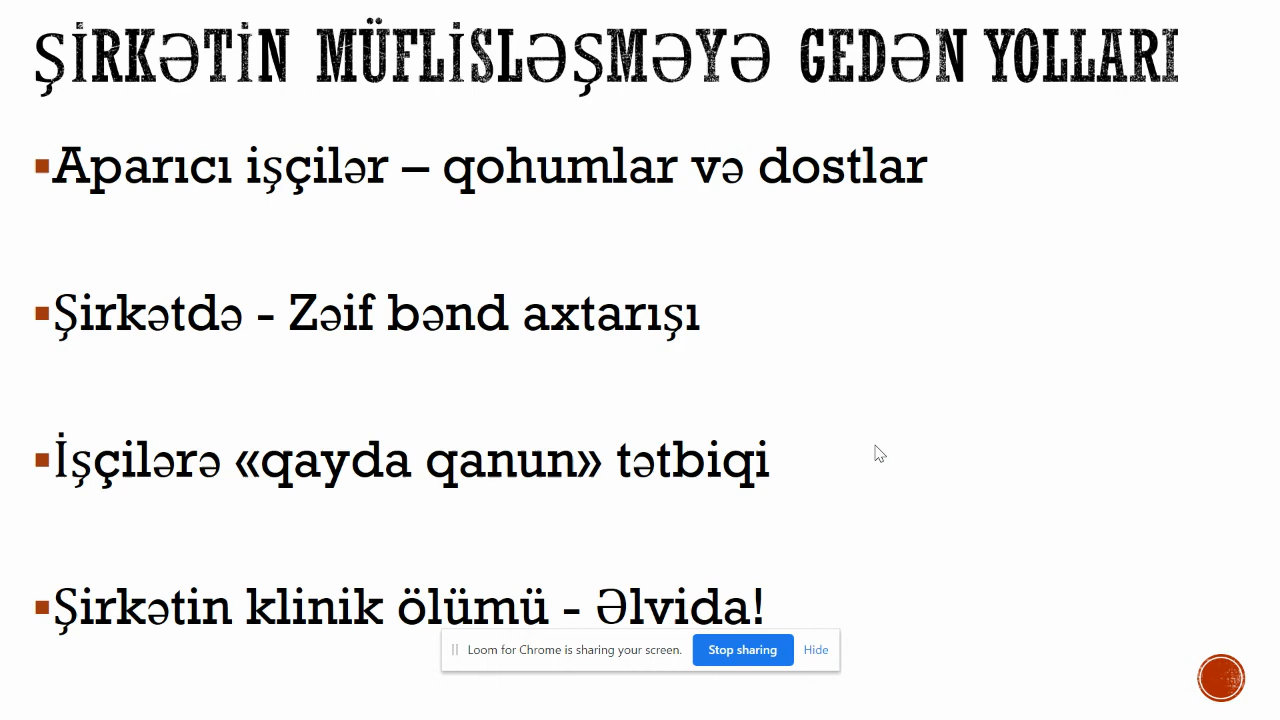 ŞİRKƏTİN MÜFLİSLƏŞMƏYƏ GEDƏN YOLLARI
▪Aparıcı işçilər – qohumlar və dostlar
▪Şirkətdə - Zəif bənd axtarışı
▪İşçilərə «qayda qanun» tətbiqi
▪Şirkətin klinik ölümü - Əlvida!
Loom for Chrome is sharing your screen. Stop sharing Hide